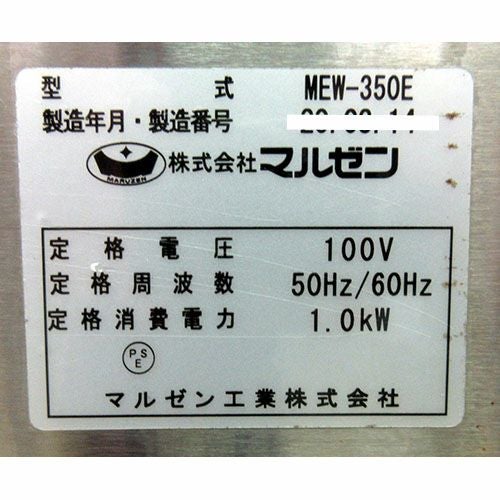 型式 MEW-350E
製造年月・製造番号
MARUZEN 株式会社マルゼン
定格電圧 100V
定格周波数 50Hz/60Hz
定格消費電力 1.0kW
PS
E
マルゼン工業株式会社